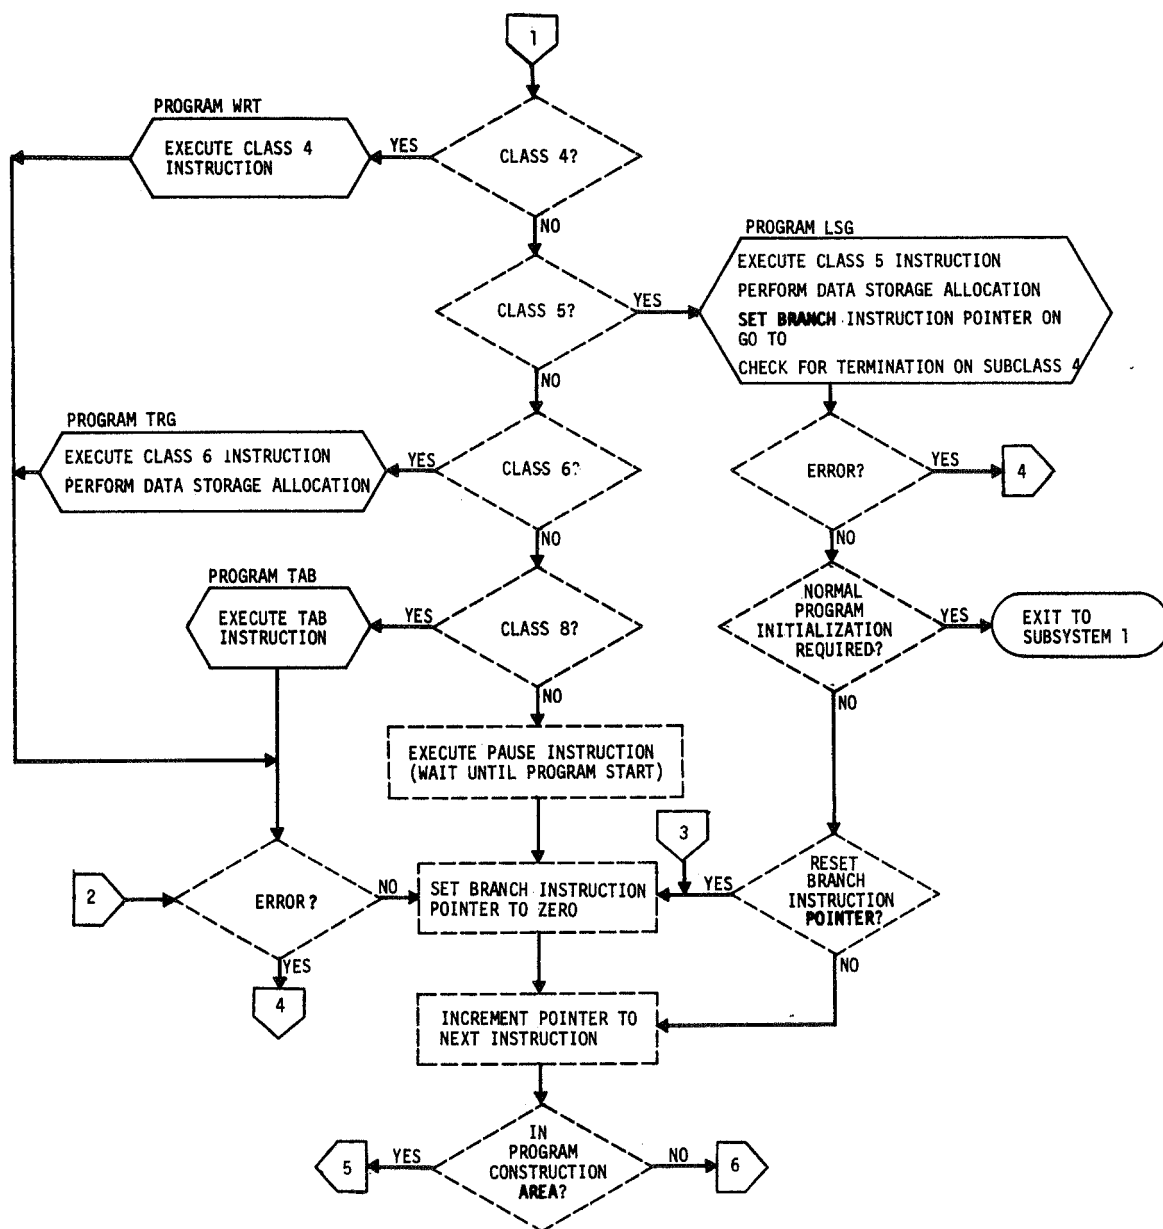 1
PROGRAM WRT
EXECUTE CLASS 4
INSTRUCTION
YES
CLASS 4?
NO
PROGRAM LSG
EXECUTE CLASS 5 INSTRUCTION
PERFORM DATA STORAGE ALLOCATION
SET BRANCH INSTRUCTION POINTER ON
GO TO
CHECK FOR TERMINATION ON SUBCLASS 4
CLASS 5?
YES
NO
PROGRAM TRG
EXECUTE CLASS 6 INSTRUCTION
PERFORM DATA STORAGE ALLOCATION
YES
CLASS 6?
NO
ERROR?
YES
4
NO
PROGRAM TAB
EXECUTE TAB
INSTRUCTION
YES
CLASS 8?
NO
NORMAL
PROGRAM
INITIALIZATION
REQUIRED?
YES
EXIT TO
SUBSYSTEM 1
NO
EXECUTE PAUSE INSTRUCTION
(WAIT UNTIL PROGRAM START)
3
2
ERROR?
NO
YES
4
SET BRANCH INSTRUCTION
POINTER TO ZERO
YES
RESET
BRANCH
INSTRUCTION
POINTER?
NO
INCREMENT POINTER TO
NEXT INSTRUCTION
5
YES
IN
PROGRAM
CONSTRUCTION
AREA?
NO
6